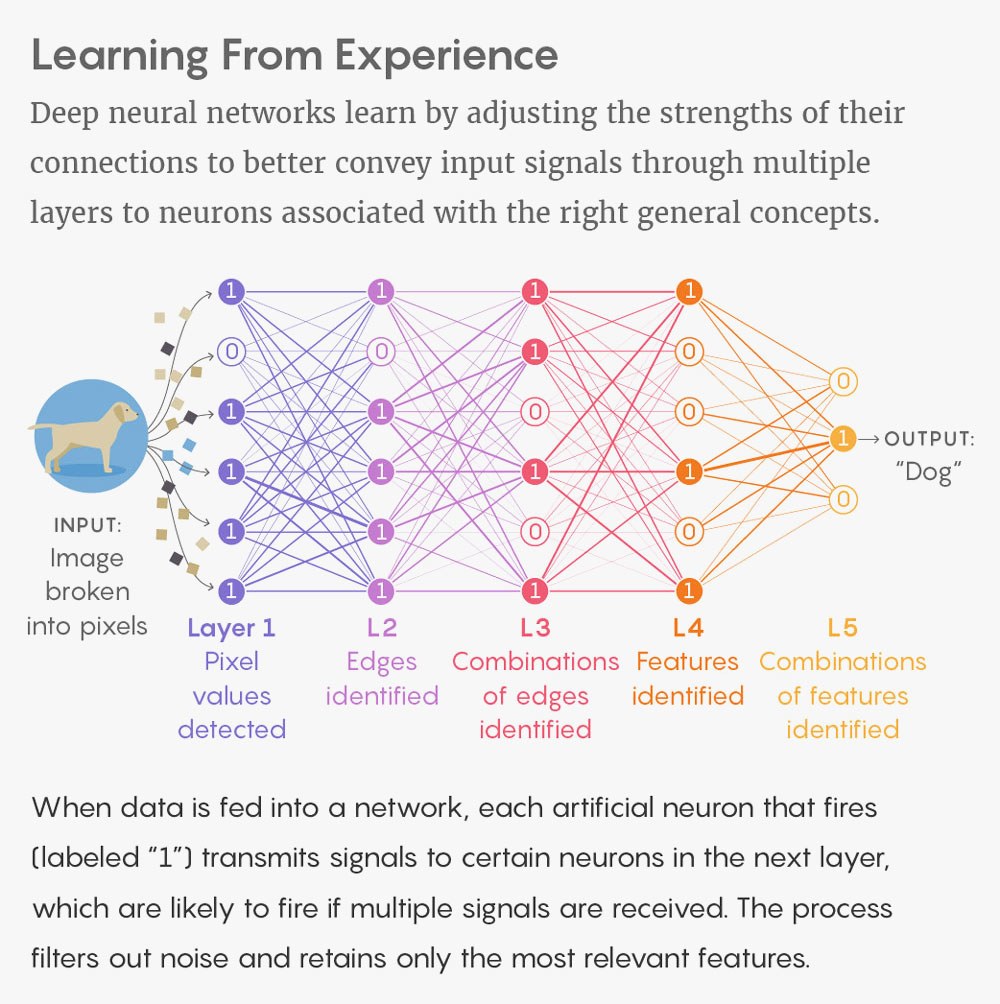 Learning From Experience
Deep neural networks learn by adjusting the strengths of their
connections to better convey input signals through multiple
layers to neurons associated with the right general concepts.
1 1 1 1
0 0 1 0
0
1 1 0 0
1 OUTPUT:
“Dog“
1 1 1 1
0
INPUT:
Image
broken
into pixels
1 1 0 0
1 1 1 1
Layer 1
Pixel
values
detected
L2
Edges
identified
L3
Combinations
of edges
identified
L4
Features
identified
L5
Combinations
of features
identified
When data is fed into a network, each artificial neuron that fires
(labeled “1”) transmits signals to certain neurons in the next layer,
which are likely to fire if multiple signals are received. The process
filters out noise and retains only the most relevant features.